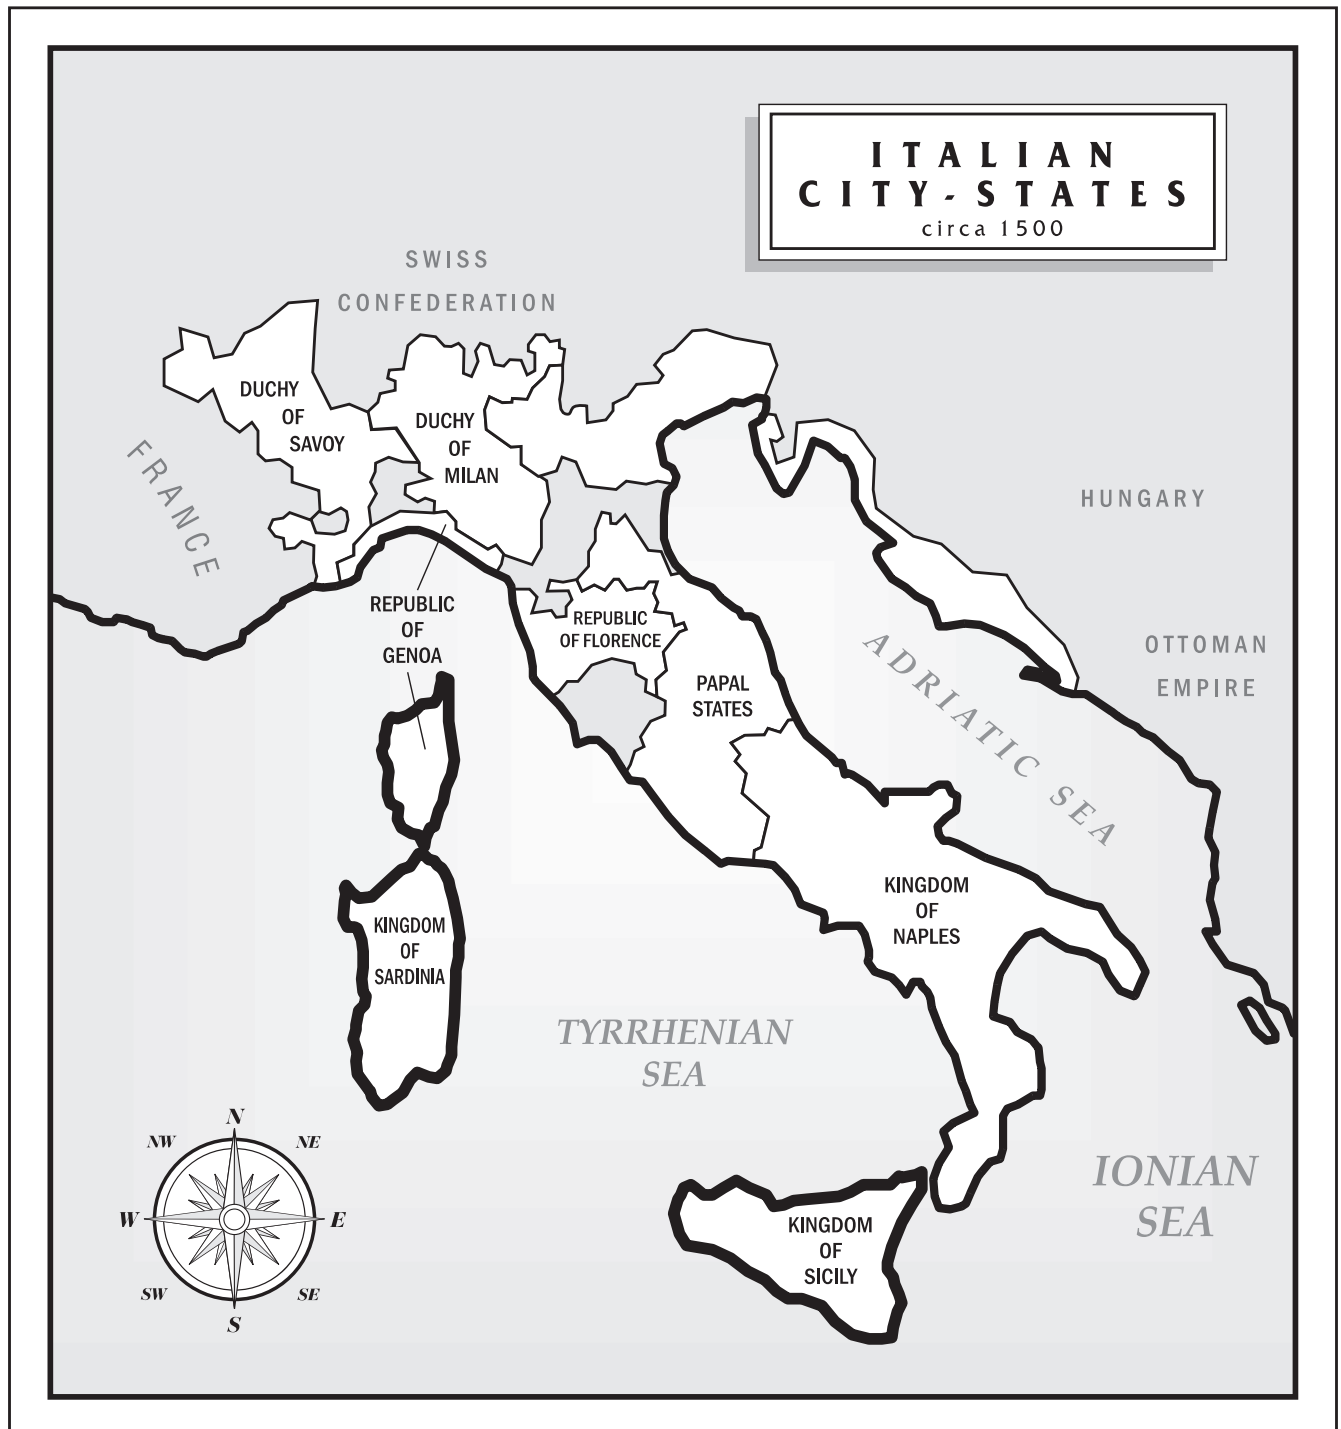 ITALIAN
CITY-STATES
circa 1500
SWISS
CONFEDERATION
DUCHY
OF
SAVOY
DUCHY
OF
MILAN
FRANCE
HUNGARY
REPUBLIC
OF
GENOA
REPUBLIC
OF FLORENCE
OTTOMAN
EMPIRE
ADRIATIC SEA
PAPAL
STATES
KINGDOM
OF
NAPLES
KINGDOM
OF
SARDINIA
TYRRHENIAN
SEA
IONIAN
SEA
KINGDOM
OF
SICILY
N
NW
NE
W
E
SW
SE
S